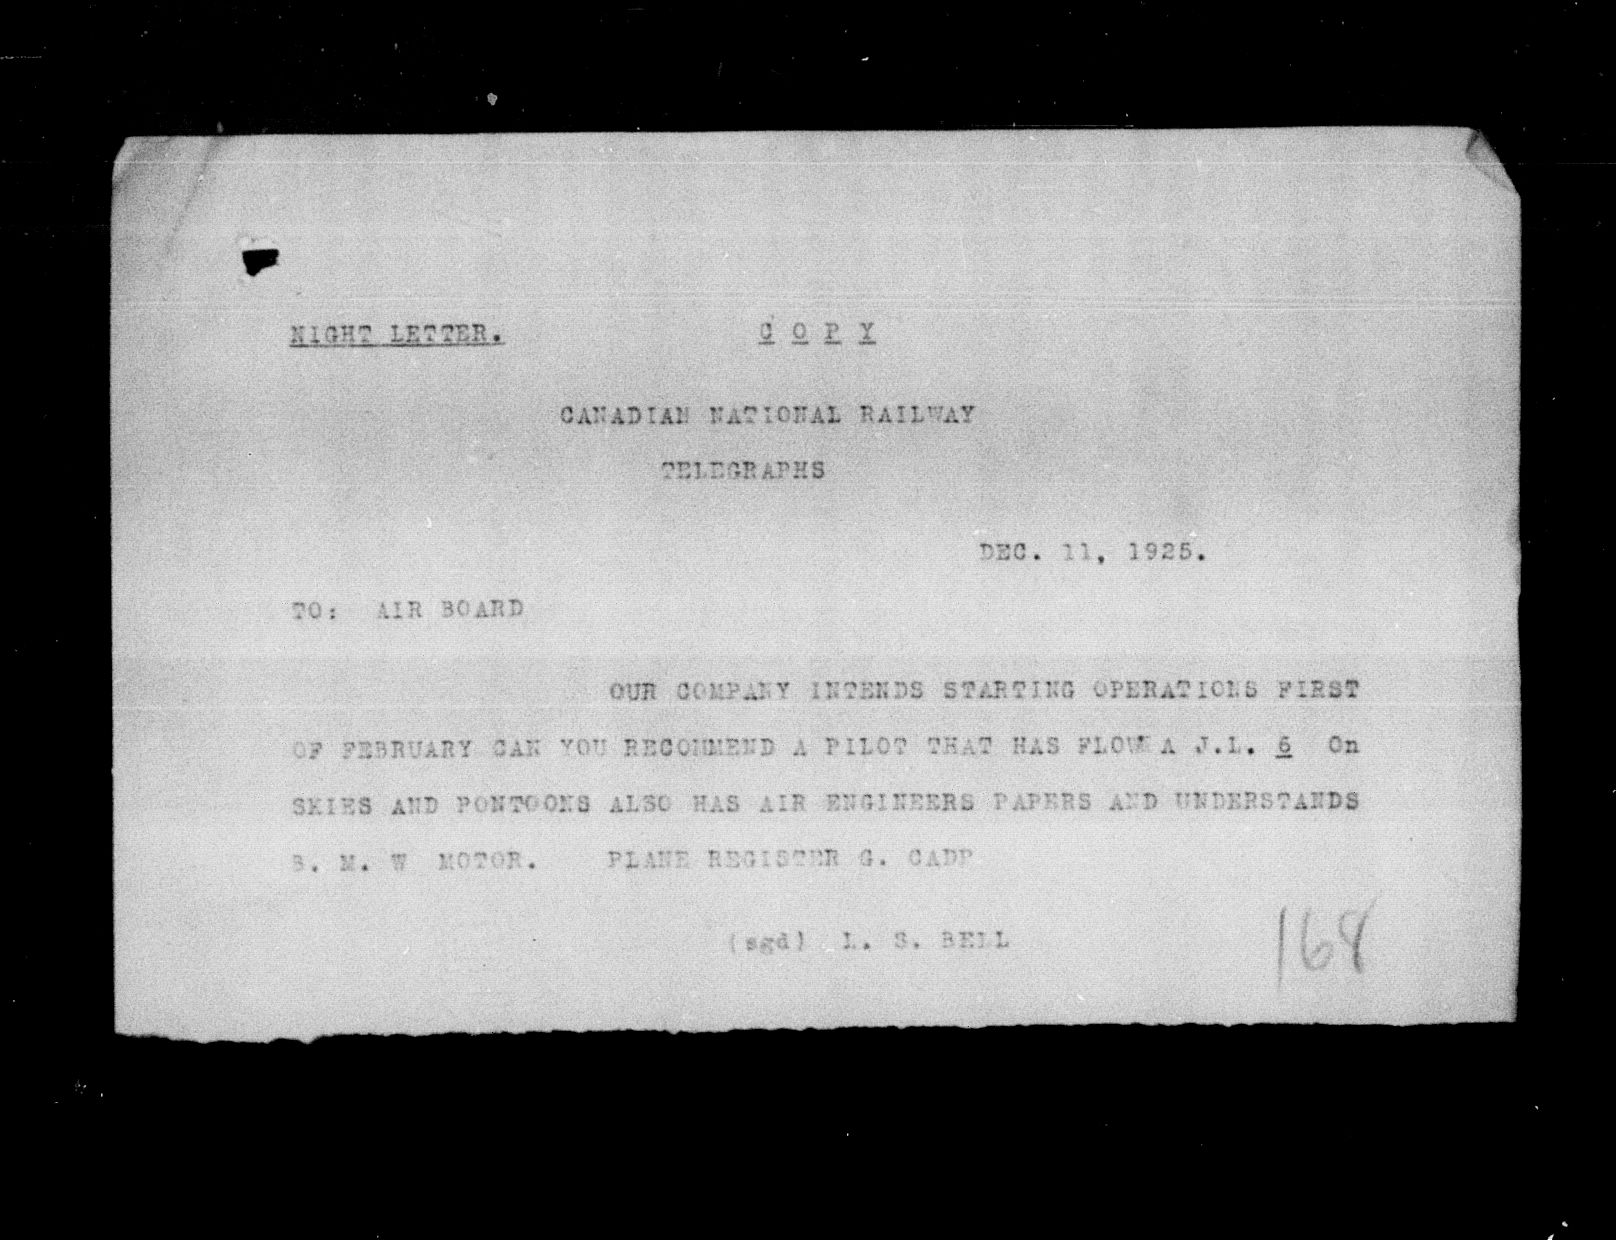 NIGHT LETTER. C O P Y
CANADIAN NATIONAL RAILWAY
TELEGRAPHS
DEC. 11, 1925.
TO: AIR BOARD
OUR COMPANY INTENDS STARTING OPERATIONS FIRST
OF FEBRUARY CAN YOU RECOMMEND A PILOT THAT HAS FLOWN A J.L. 6 On
SKIES AND PONTOONS ALSO HAS AIR ENGINEERS PAPERS AND UNDERSTANDS
B. M. W MOTOR. PLANE REGISTER G. CADP
(sgd) L. S. BELL
168